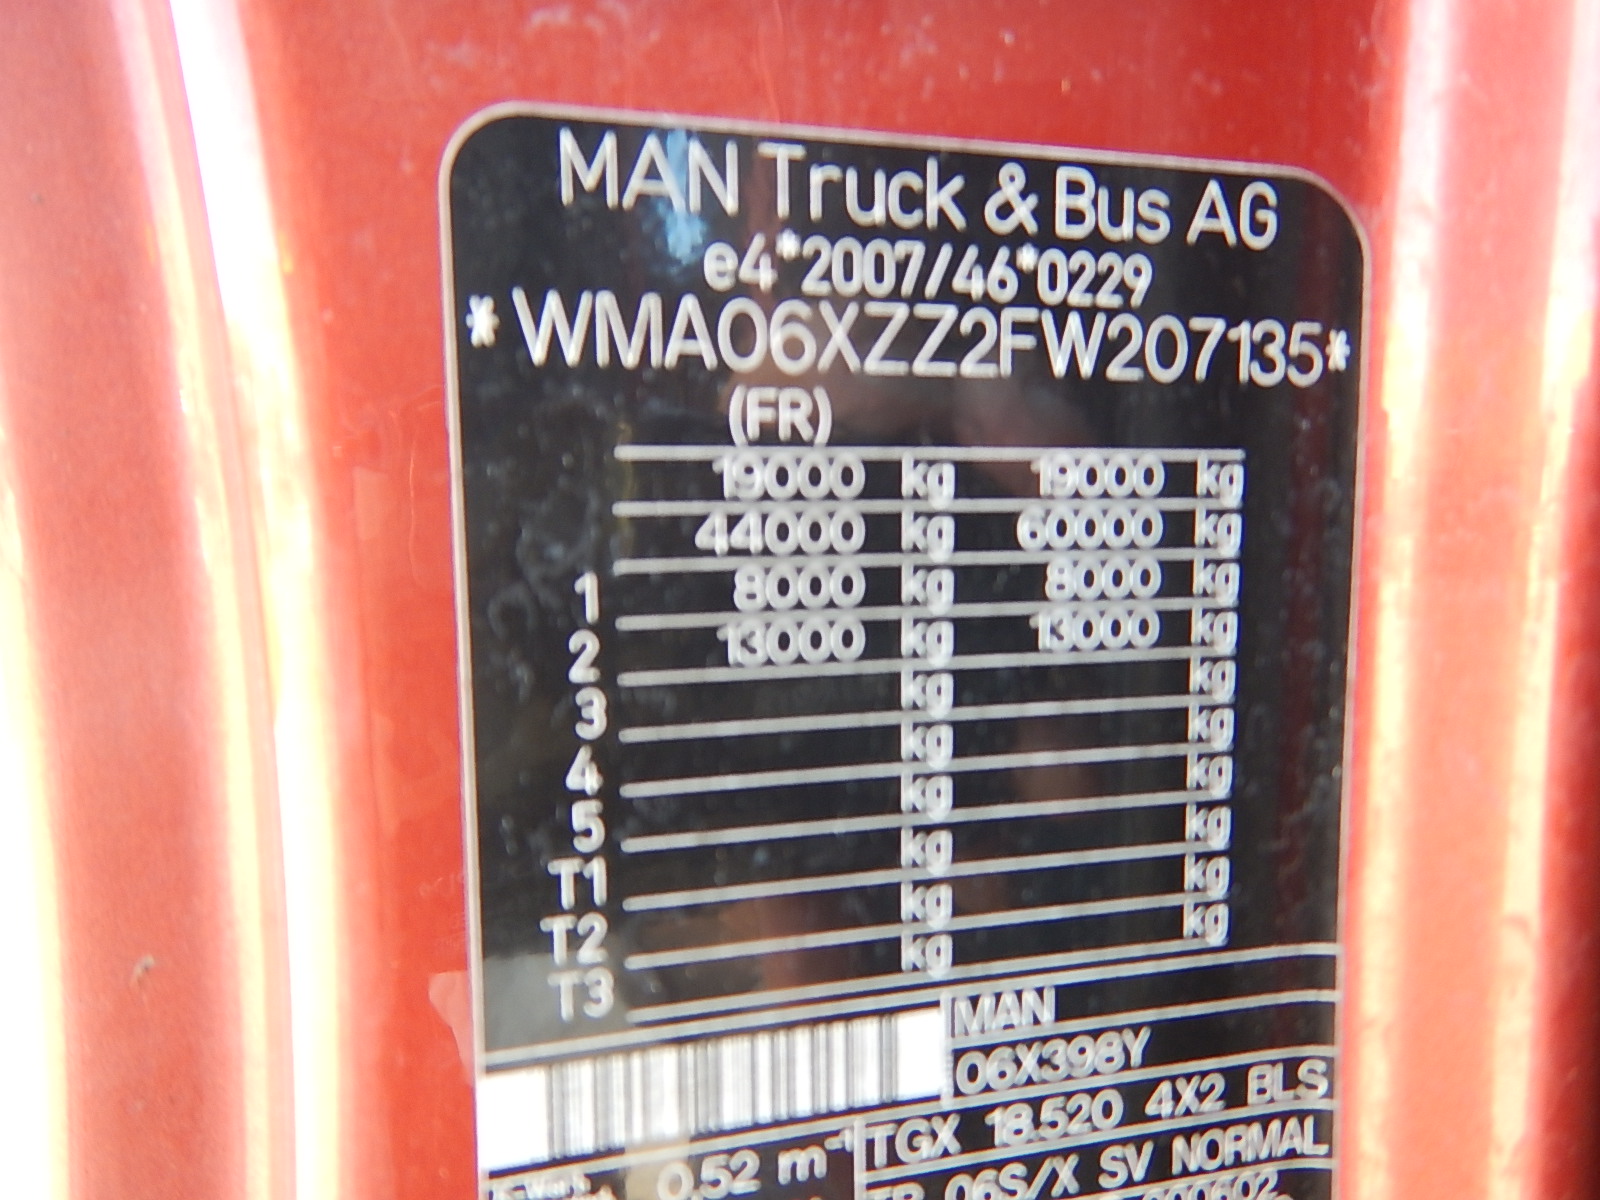 MAN Truck & Bus AG
e4*2007/46*0229
*WMA06XZZ2FW207135*
(FR)
19000 kg 19000 kg
44000 kg 60000 kg
1 8000 kg 8000 kg
2 13000 kg 13000 kg
3 kg kg
4 kg kg
5 kg kg
T1 kg kg
T2 kg kg
T3 kg kg
MAN
06X398Y
TGX 18.520 4X2 BLS
0,52 m⁻¹
06S/X SV NORMAL